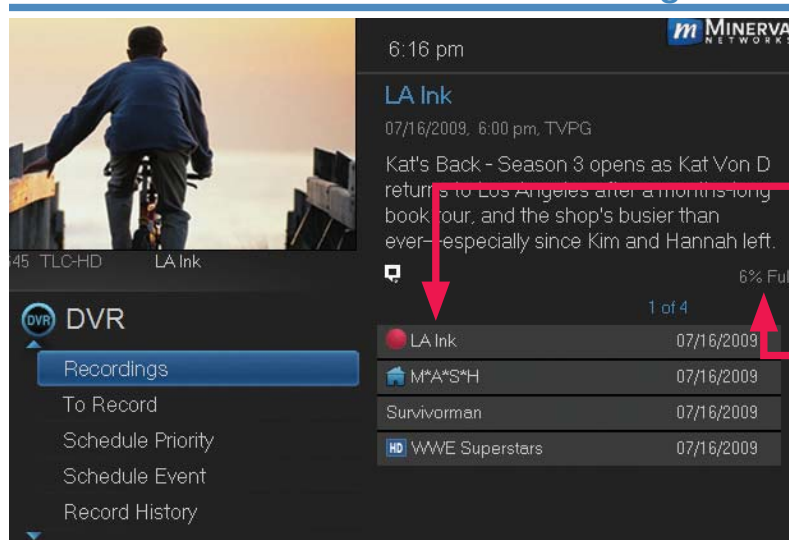 6:16 pm
m MINERVA
NETWORKS
LA Ink
07/16/2009, 6:00 pm, TVPG
Kat's Back - Season 3 opens as Kat Von D
returns to Los Angeles after a months-long
book tour, and the shop's busier than
ever--especially since Kim and Hannah left.
45 TLC-HD LA Ink
6% Ful
1 of 4
DVR DVR
Recordings
To Record
Schedule Priority
Schedule Event
Record History
LA Ink 07/16/2009
M*A*S*H 07/16/2009
Survivorman 07/16/2009
HD WWE Superstars 07/16/2009